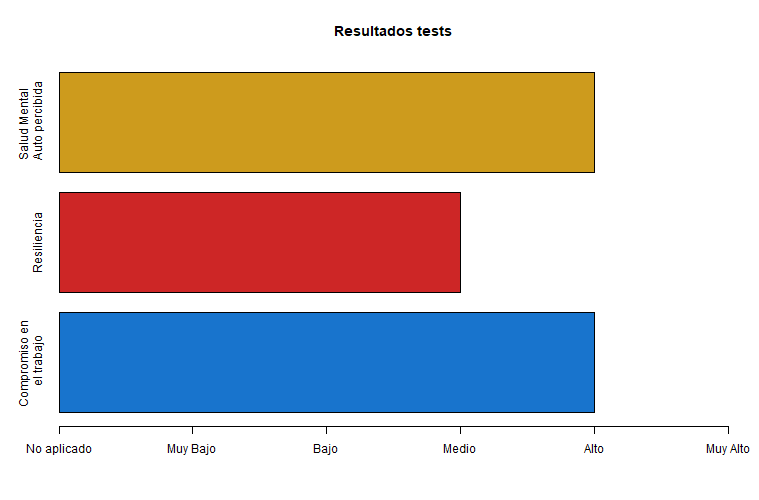 Resultados tests
Salud Mental
Auto percibida
Resiliencia
Compromiso en
el trabajo
No aplicado
Muy Bajo
Bajo
Medio
Alto
Muy Alto